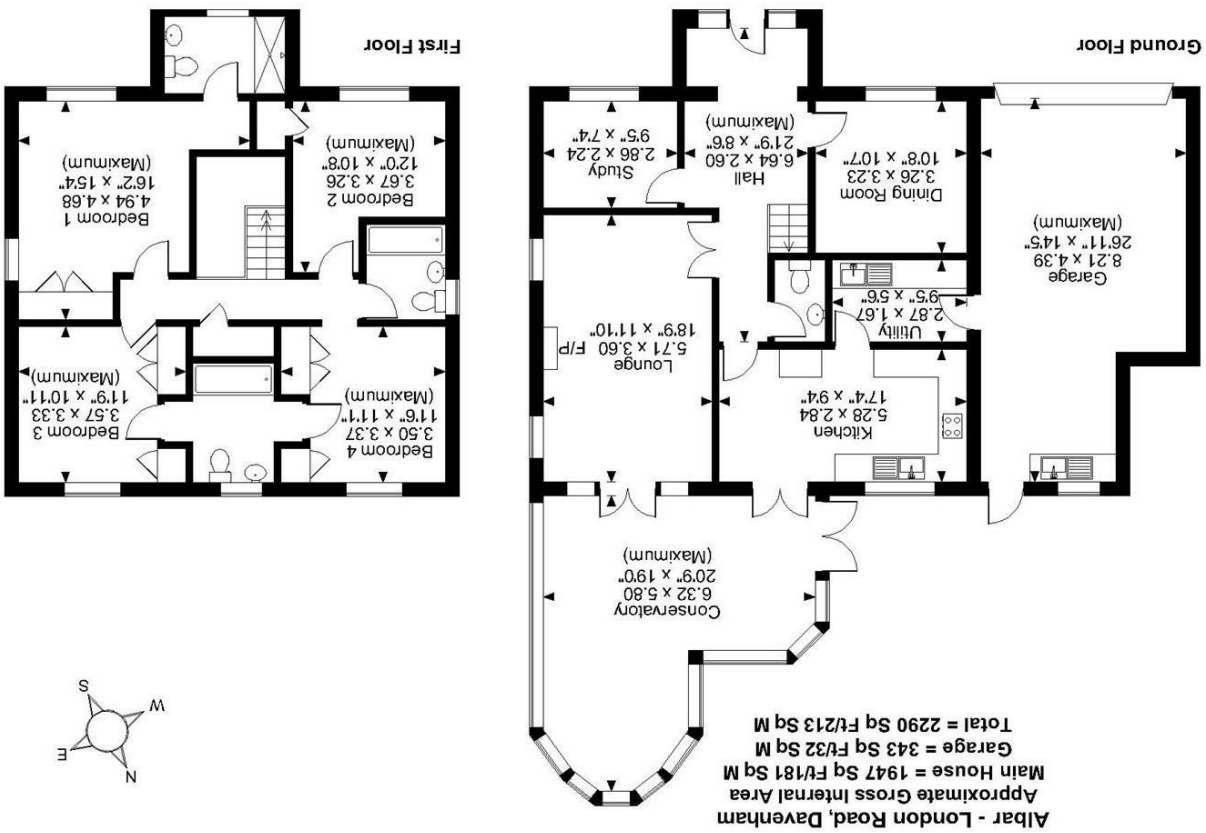 Albar - London Road, Davenham
Approximate Gross Internal Area
Main House = 1947 Sq Ft/181 Sq M
Garage = 343 Sq Ft/32 Sq M
Total = 2290 Sq Ft/213 Sq M
N
E
W
S
Conservatory
6.32 x 5.80
20'9" x 19'0"
(Maximum)
Kitchen
5.28 x 2.84
17'4" x 9'4"
Lounge
5.71 x 3.60
18'9" x 11'10"
F/P
Utility
2.87 x 1.67
9'5" x 5'6"
Garage
8.21 x 4.39
26'11" x 14'5"
(Maximum)
Dining Room
3.26 x 3.23
10'8" x 10'7"
Hall
6.64 x 2.60
21'9" x 8'6"
(Maximum)
Study
2.86 x 2.24
9'5" x 7'4"
Ground Floor
Bedroom 4
3.50 x 3.37
11'6" x 11'1"
(Maximum)
Bedroom 3
3.57 x 3.33
11'9" x 10'11"
(Maximum)
Bedroom 2
3.67 x 3.26
12'0" x 10'8"
(Maximum)
Bedroom 1
4.94 x 4.68
16'2" x 15'4"
(Maximum)
First Floor